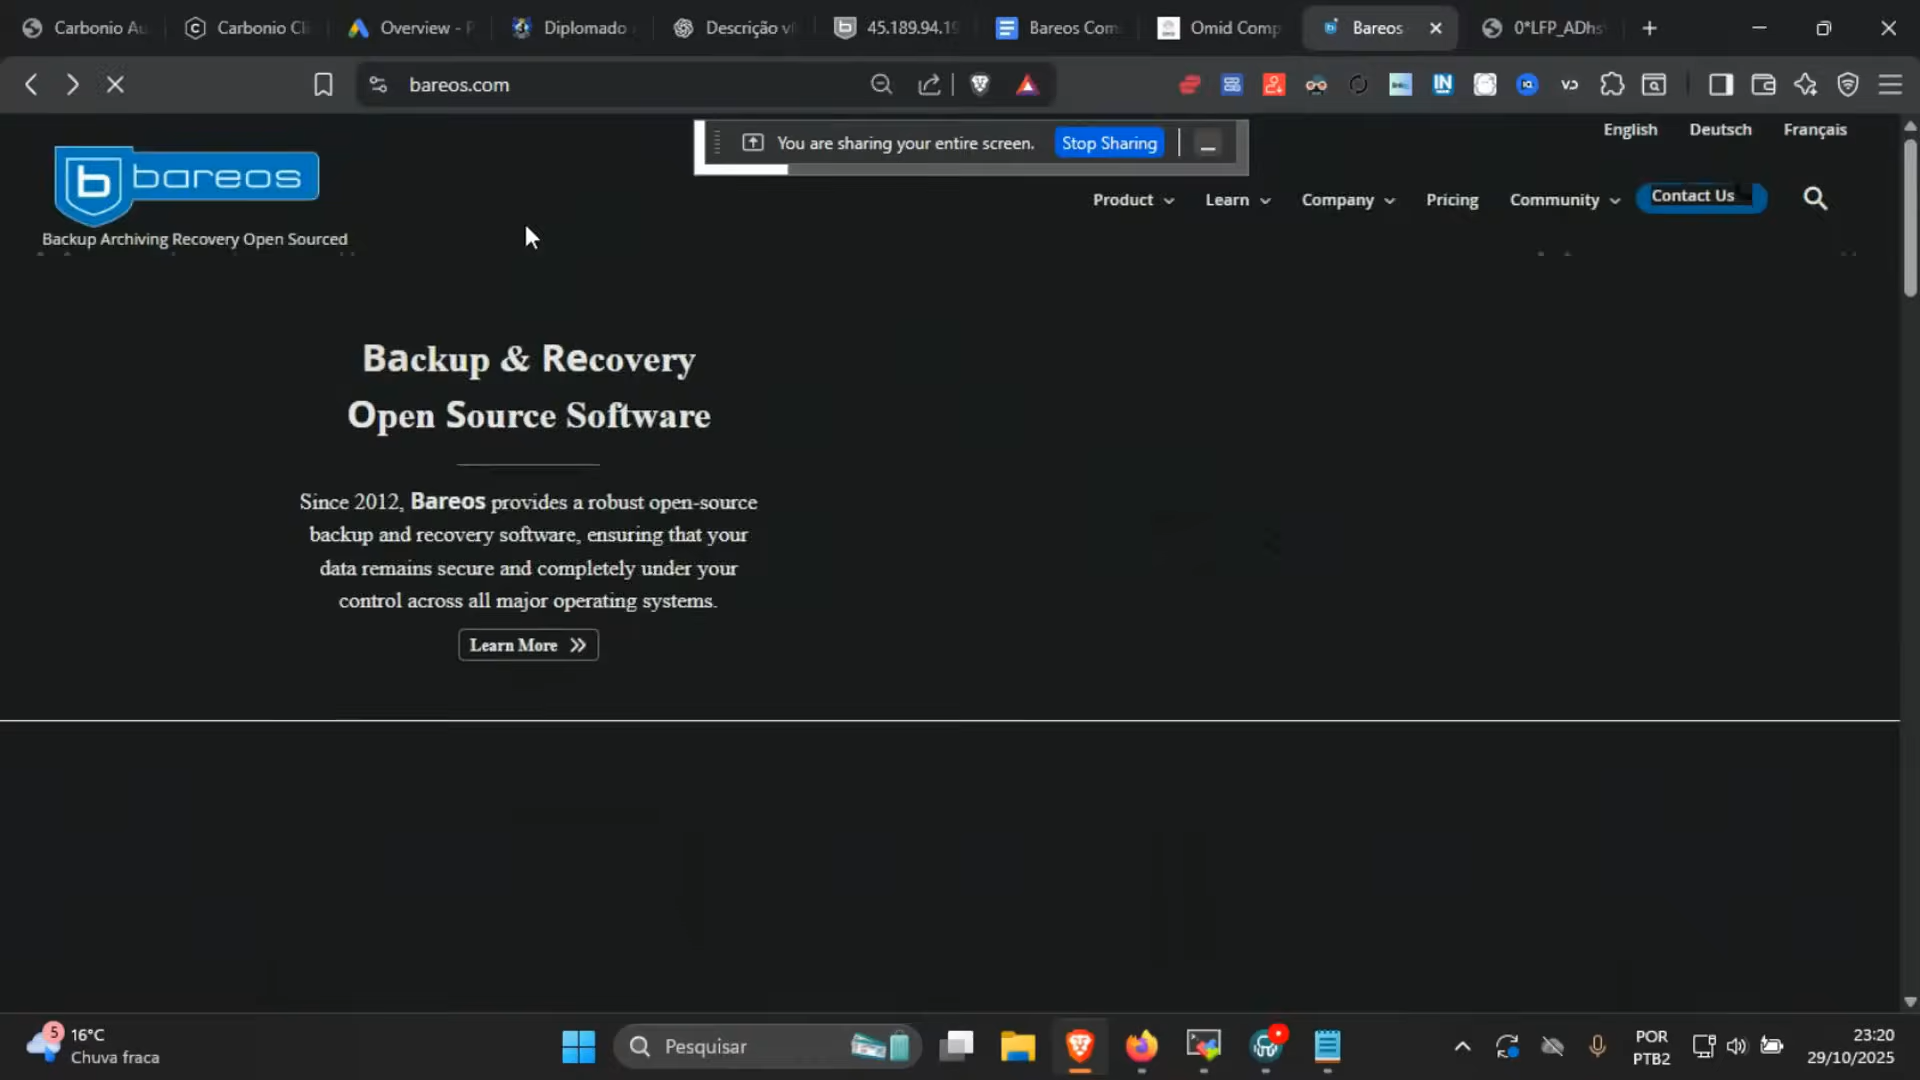 Carbonio Au
Carbonio Cl
Overview - P
Diplomado
Descrição vi
45.189.94.19
Bareos Com
Omid Comp
Bareos
0*LFP_ADhs
bareos.com
You are sharing your entire screen.
Stop Sharing
English
Deutsch
Français
b bareos
Backup Archiving Recovery Open Sourced
Product
Learn
Company
Pricing
Community
Contact Us
Backup & Recovery
Open Source Software
Since 2012, Bareos provides a robust open-source
backup and recovery software, ensuring that your
data remains secure and completely under your
control across all major operating systems.
Learn More
5
16°C
Chuva fraca
Pesquisar
POR
PTB2
23:20
29/10/2025